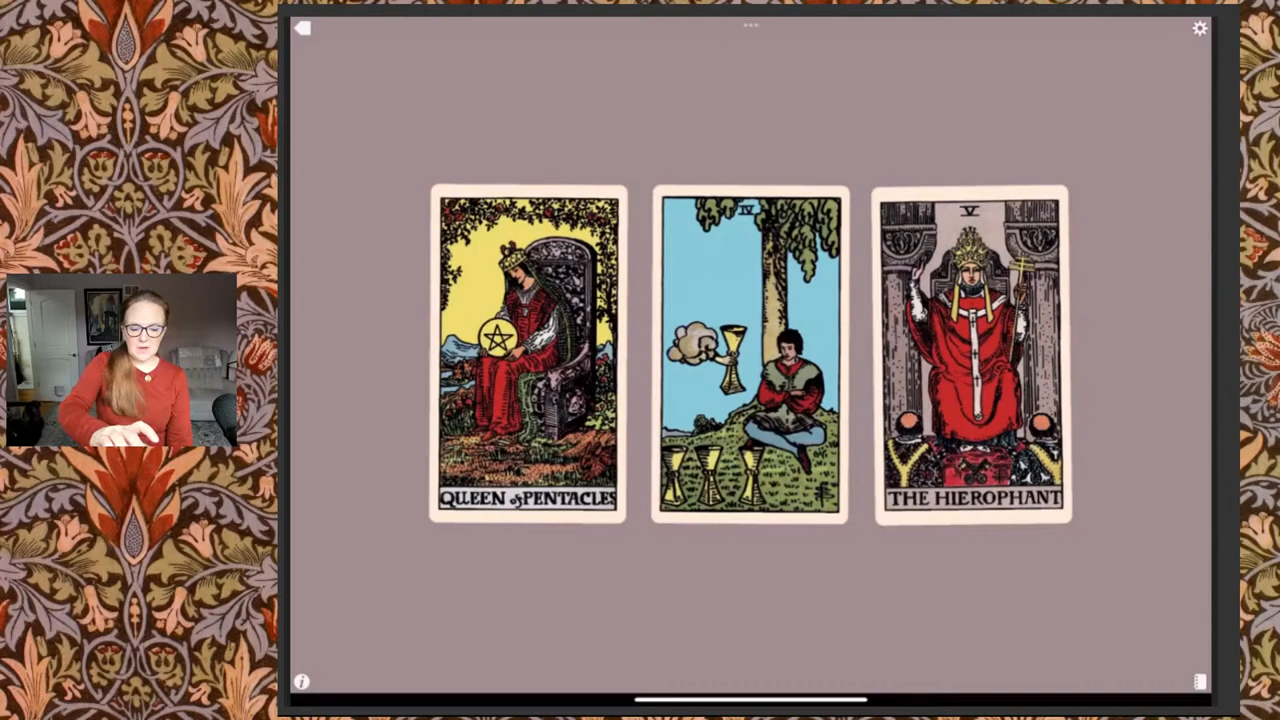 IV
V
QUEEN of PENTACLES
THE HIEROPHANT